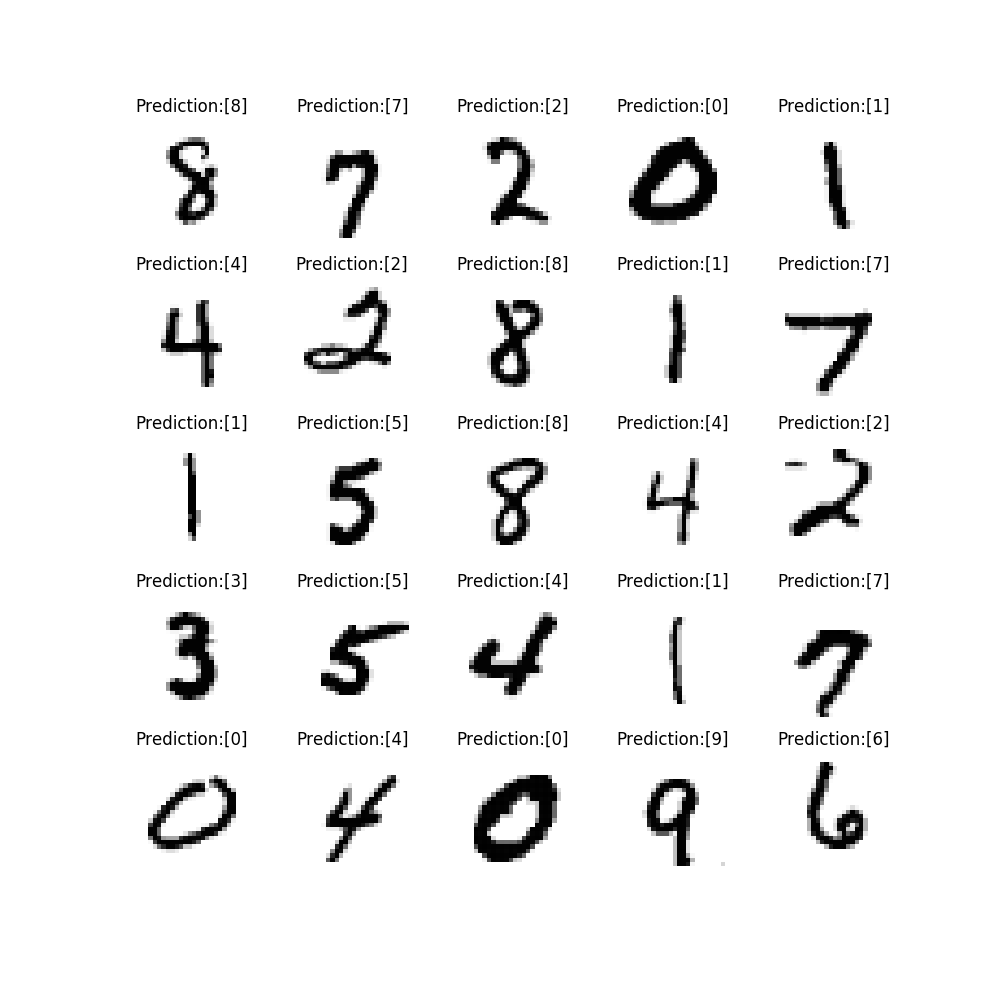 Prediction:[8] Prediction:[7] Prediction:[2] Prediction:[0] Prediction:[1]
8 7 2 0 1
Prediction:[4] Prediction:[2] Prediction:[8] Prediction:[1] Prediction:[7]
4 2 8 1 7
Prediction:[1] Prediction:[5] Prediction:[8] Prediction:[4] Prediction:[2]
1 5 8 4 2
Prediction:[3] Prediction:[5] Prediction:[4] Prediction:[1] Prediction:[7]
3 5 4 1 7
Prediction:[0] Prediction:[4] Prediction:[0] Prediction:[9] Prediction:[6]
0 4 0 9 6